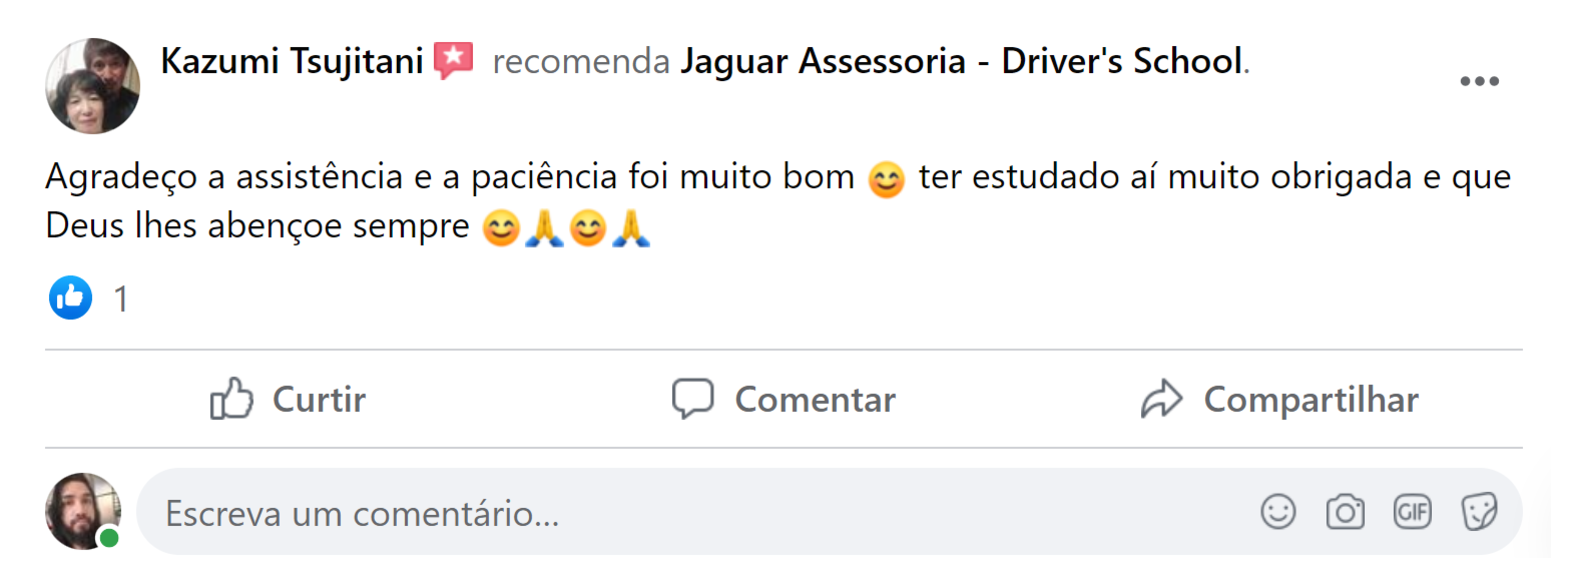 Kazumi Tsujitani recomenda Jaguar Assessoria - Driver's School.
Agradeço a assistência e a paciência foi muito bom 😊 ter estudado aí muito obrigada e que
Deus lhes abençoe sempre 😊🙏😊🙏
1
Curtir Comentar Compartilhar
Escreva um comentário... GIF